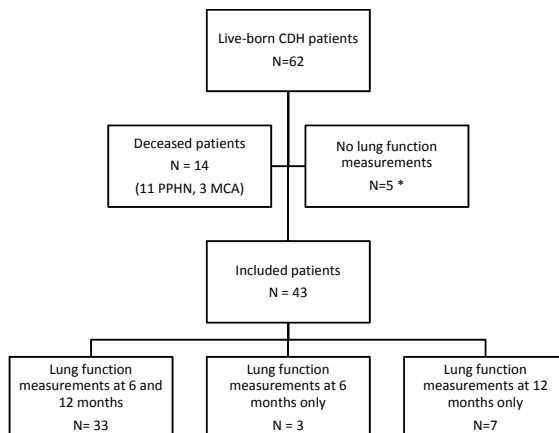 Live-born CDH patients
N=62
Deceased patients
N = 14
(11 PPHN, 3 MCA)
No lung function
measurements
N=5 *
Included patients
N = 43
Lung function
measurements at 6 and
12 months
N= 33
Lung function
measurements at 6
months only
N = 3
Lung function
measurements at 12
months only
N=7